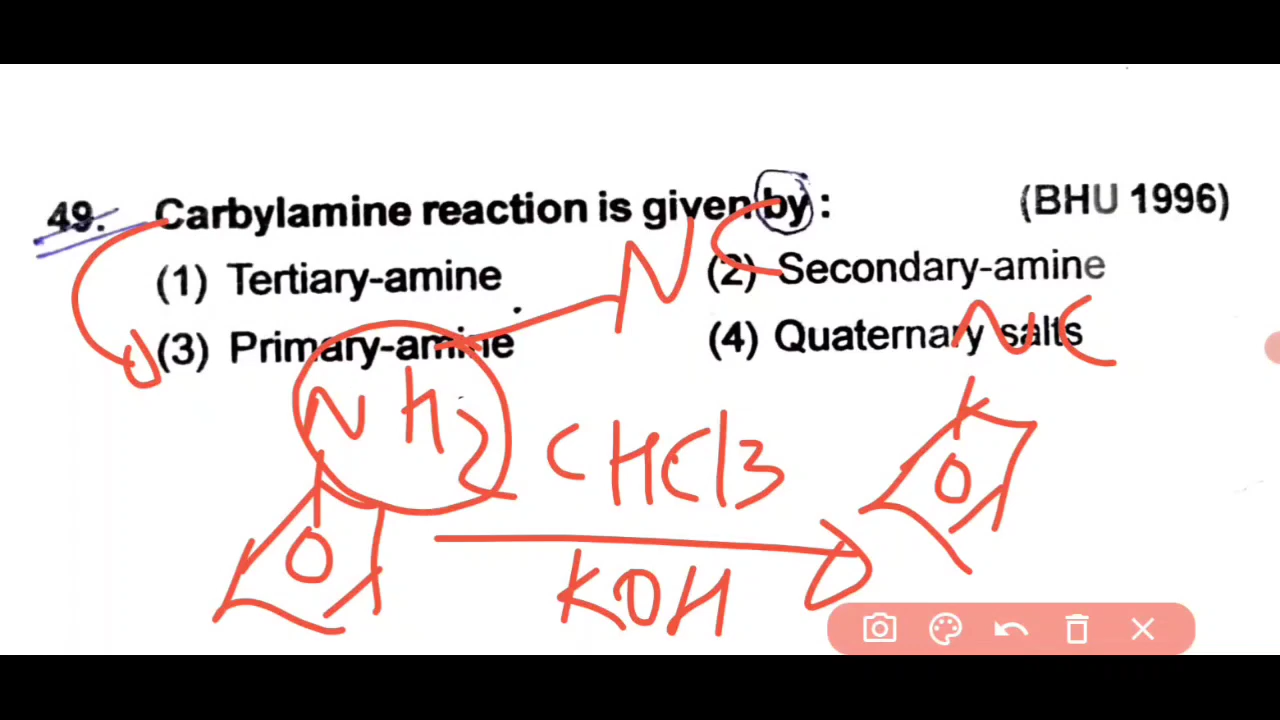 49. Carbylamine reaction is given by : (BHU 1996)
(1) Tertiary-amine (2) Secondary-amine
(3) Primary-amine (4) Quaternary salts
N
NC
NH2 CHCl3
KOH